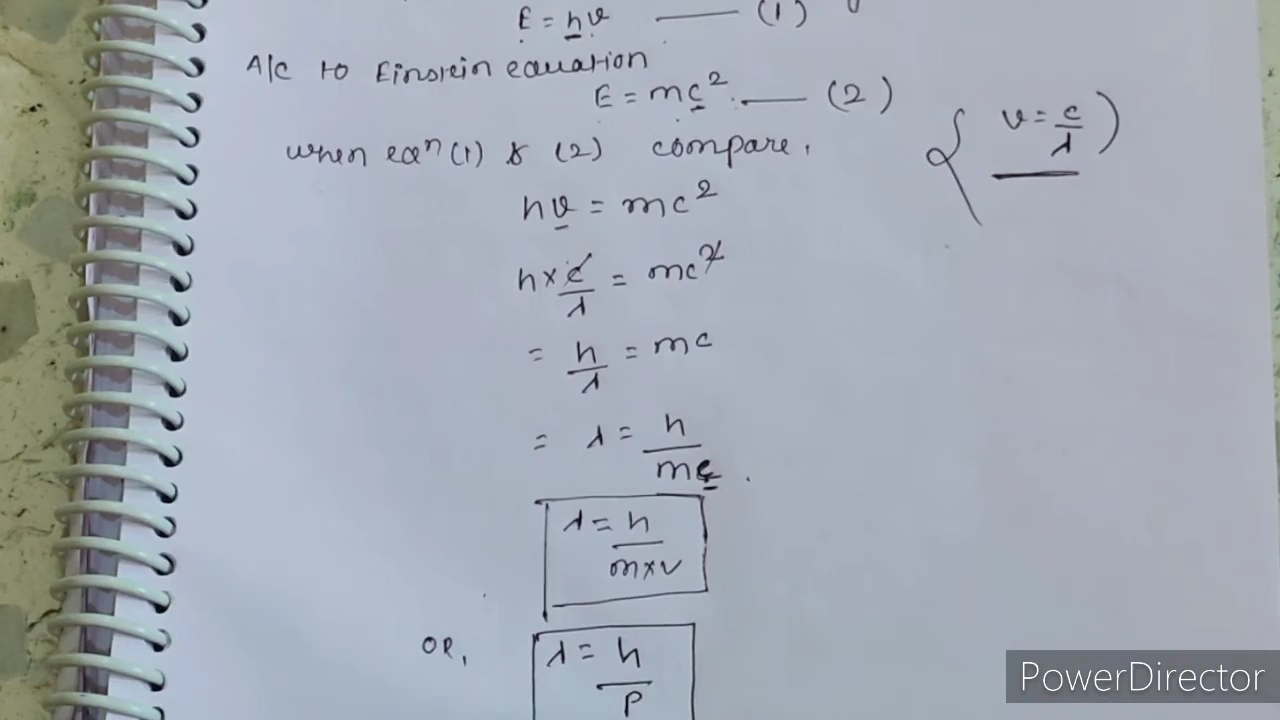 E = hν —— (1)
A/c to Einstein equation
E = mc². —— (2)
{ ν = c/λ )
when eqⁿ (1) & (2) compare,
hν = mc²
h × c/λ = mc²
= h/λ = mc
= λ = h/mc .
λ = h/m×v
OR,
λ = h/p
PowerDirector